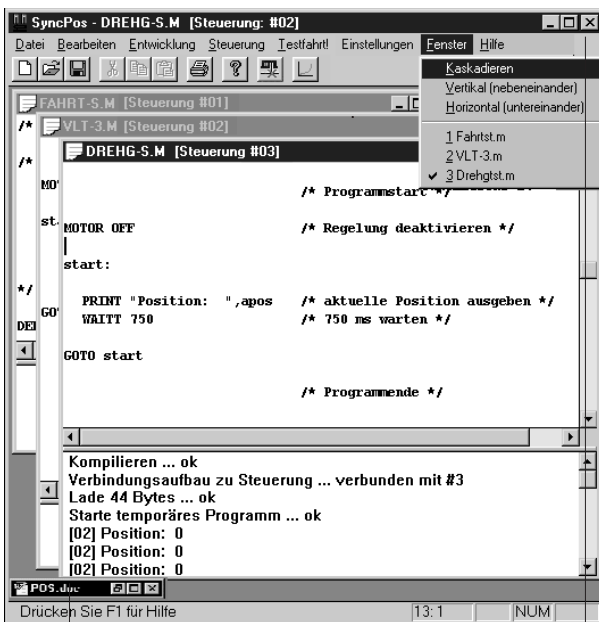 SyncPos - DREHG-S.M [Steuerung: #02]
Datei Bearbeiten Entwicklung Steuerung Testfahrt! Einstellungen Fenster Hilfe
Kaskadieren
Vertikal (nebeneinander)
Horizontal (untereinander)
1 Fahrtst.m
2 VLT-3.m
✓ 3 Drehgtst.m
FAHRT-S.M [Steuerung #01]
VLT-3.M [Steuerung #02]
DREHG-S.M [Steuerung #03]
/*
/*
*/
DEI
MO'
st.
GO'
/* Programmstart */
MOTOR OFF /* Regelung deaktivieren */
start:
PRINT "Position: ",apos /* aktuelle Position ausgeben */
WAITT 750 /* 750 ms warten */
GOTO start
/* Programmende */
Kompilieren ... ok
Verbindungsaufbau zu Steuerung ... verbunden mit #3
Lade 44 Bytes ... ok
Starte temporäres Programm ... ok
[02] Position: 0
[02] Position: 0
[02] Position: 0
POS.doc
Drücken Sie F1 für Hilfe 13: 1 NUM